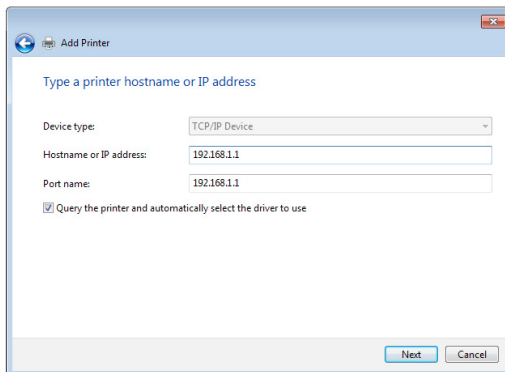 Add Printer
Type a printer hostname or IP address
Device type: TCP/IP Device
Hostname or IP address: 192.168.1.1
Port name: 192.168.1.1
Query the printer and automatically select the driver to use
Next Cancel